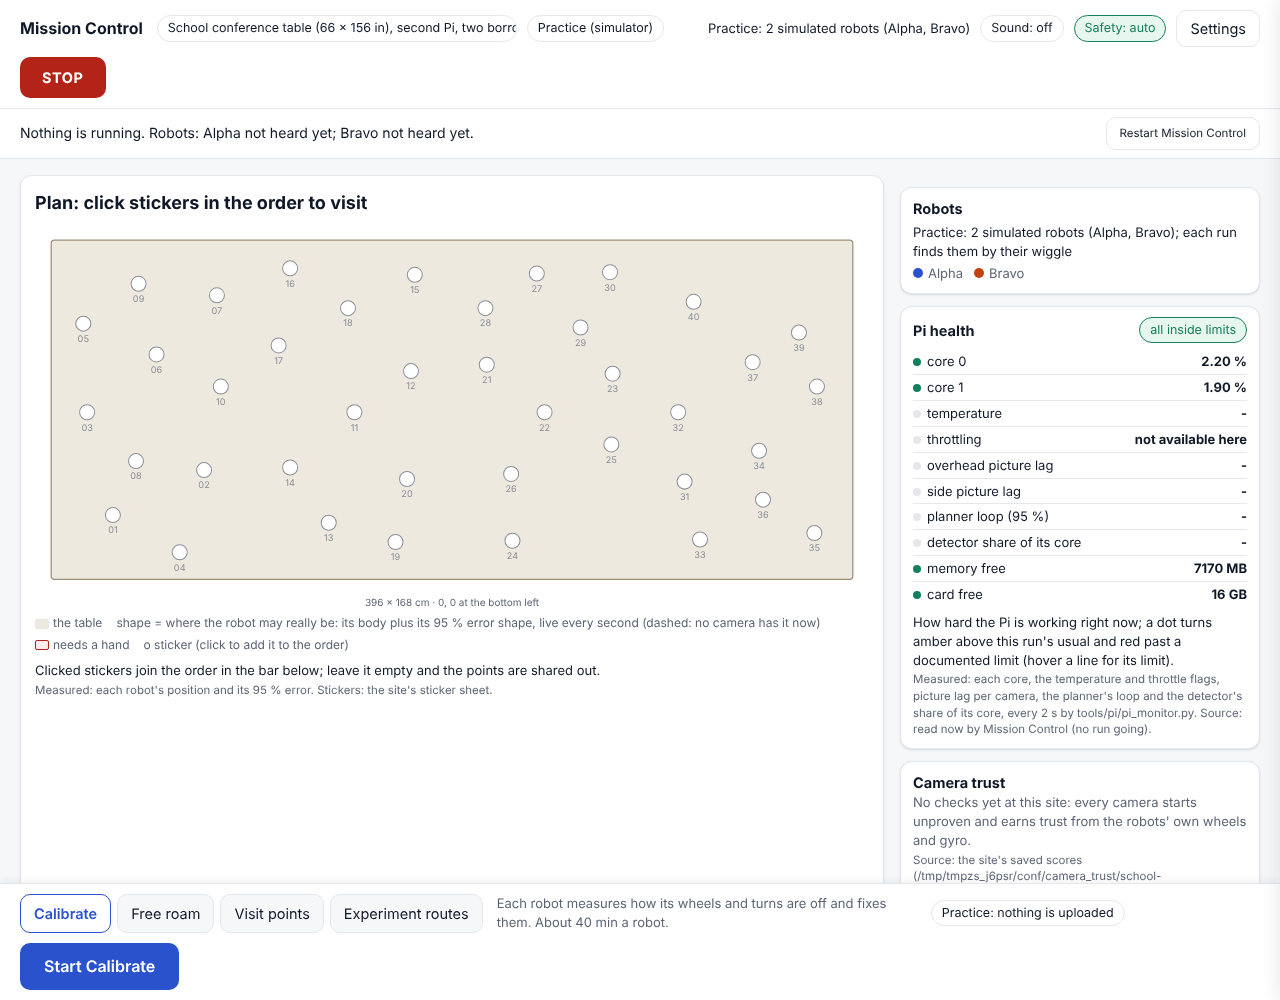 Mission Control
School conference table (66 × 156 in), second Pi, two borro
Practice (simulator)
Practice: 2 simulated robots (Alpha, Bravo)
Sound: off
Safety: auto
Settings
STOP
Nothing is running. Robots: Alpha not heard yet; Bravo not heard yet.
Restart Mission Control
Plan: click stickers in the order to visit
16
15
27
30
09
07
40
18
28
05
29
39
17
06
37
21
12
23
10
38
03
11
22
32
25
34
08
02
14
26
20
31
36
01
13
35
33
24
19
04
396 × 168 cm · 0, 0 at the bottom left
the table shape = where the robot may really be: its body plus its 95 % error shape, live every second (dashed: no camera has it now)
needs a hand o sticker (click to add it to the order)
Clicked stickers join the order in the bar below; leave it empty and the points are shared out.
Measured: each robot's position and its 95 % error. Stickers: the site's sticker sheet.
Robots
Practice: 2 simulated robots (Alpha, Bravo); each run
finds them by their wiggle
Alpha Bravo
Pi health
all inside limits
core 0 2.20 %
core 1 1.90 %
temperature -
throttling not available here
overhead picture lag -
side picture lag -
planner loop (95 %) -
detector share of its core -
memory free 7170 MB
card free 16 GB
How hard the Pi is working right now; a dot turns
amber above this run's usual and red past a
documented limit (hover a line for its limit).
Measured: each core, the temperature and throttle flags,
picture lag per camera, the planner's loop and the detector's
share of its core, every 2 s by tools/pi/pi_monitor.py. Source:
read now by Mission Control (no run going).
Camera trust
No checks yet at this site: every camera starts
unproven and earns trust from the robots' own wheels
and gyro.
Source: the site's saved scores
(/tmp/tmpzs_j6psr/conf/camera_trust/school-
Calibrate
Free roam
Visit points
Experiment routes
Each robot measures how its wheels and turns are off and fixes
them. About 40 min a robot.
Practice: nothing is uploaded
Start Calibrate